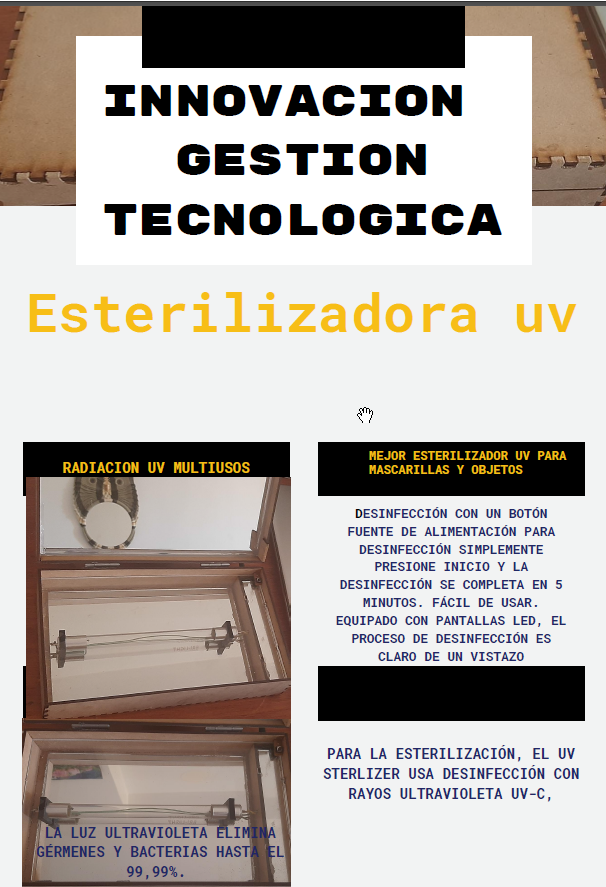 INNOVACION
GESTION
TECNOLOGICA
Esterilizadora uv
RADIACION UV MULTIUSOS
LA LUZ ULTRAVIOLETA ELIMINA
GÉRMENES Y BACTERIAS HASTA EL
99,99%.
MEJOR ESTERILIZADOR UV PARA
MASCARILLAS Y OBJETOS
DESINFECCIÓN CON UN BOTÓN
FUENTE DE ALIMENTACIÓN PARA
DESINFECCIÓN SIMPLEMENTE
PRESIONE INICIO Y LA
DESINFECCIÓN SE COMPLETA EN 5
MINUTOS. FÁCIL DE USAR.
EQUIPADO CON PANTALLAS LED, EL
PROCESO DE DESINFECCIÓN ES
CLARO DE UN VISTAZO
PARA LA ESTERILIZACIÓN, EL UV
STERLIZER USA DESINFECCIÓN CON
RAYOS ULTRAVIOLETA UV-C,